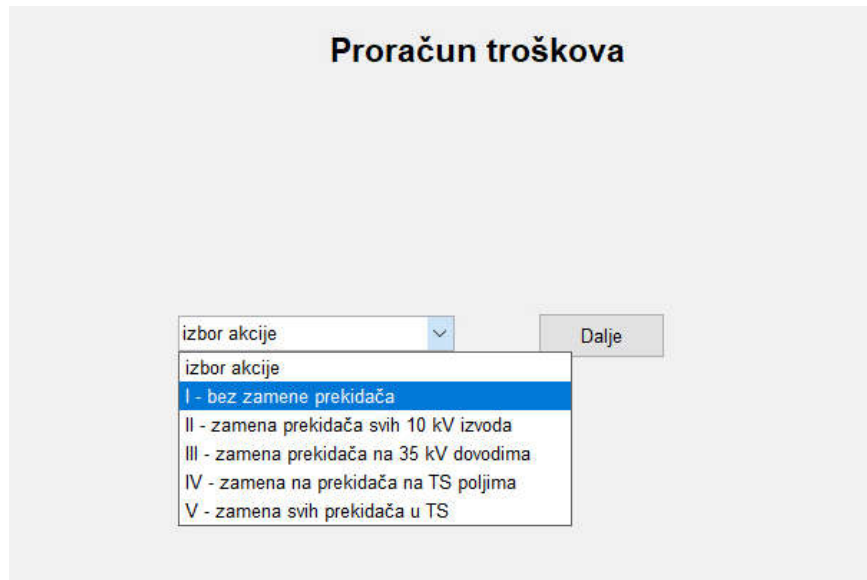 Proračun troškova
izbor akcije
Dalje
izbor akcije
I - bez zamene prekidača
II - zamena prekidača svih 10 kV izvoda
III - zamena prekidača na 35 kV dovodima
IV - zamena na prekidača na TS poljima
V - zamena svih prekidača u TS